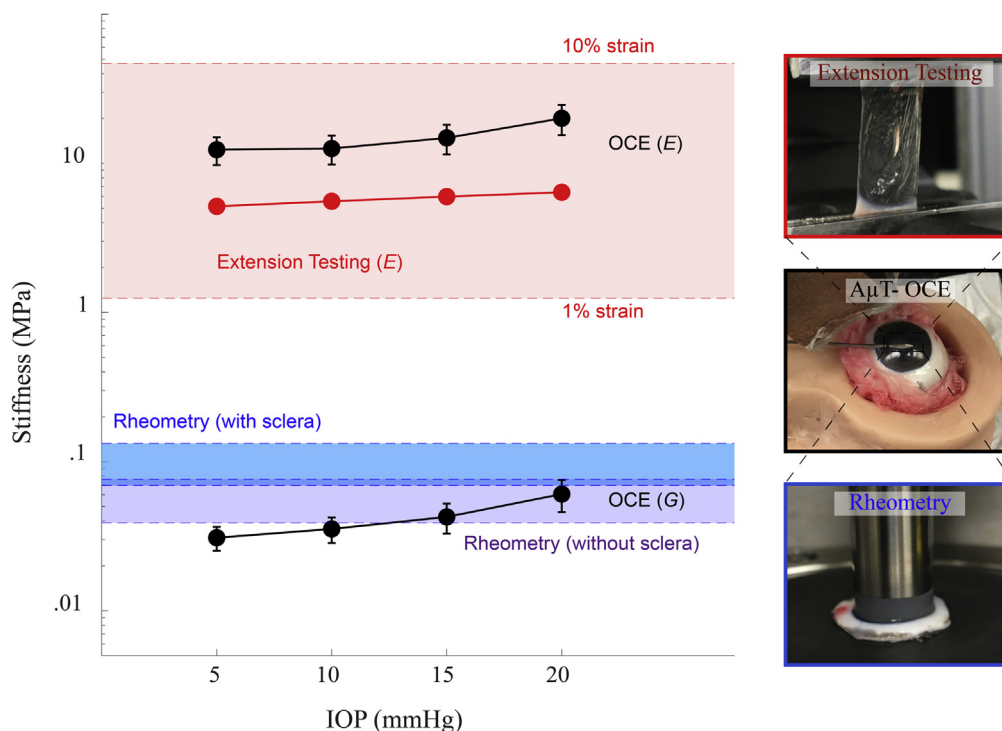 10% strain
OCE (E)
Extension Testing (E)
1% strain
Rheometry (with sclera)
OCE (G)
Rheometry (without sclera)
Stiffness (MPa)
10
1
.1
.01
5
10
15
20
IOP (mmHg)
Extension Testing
AμT- OCE
Rheometry